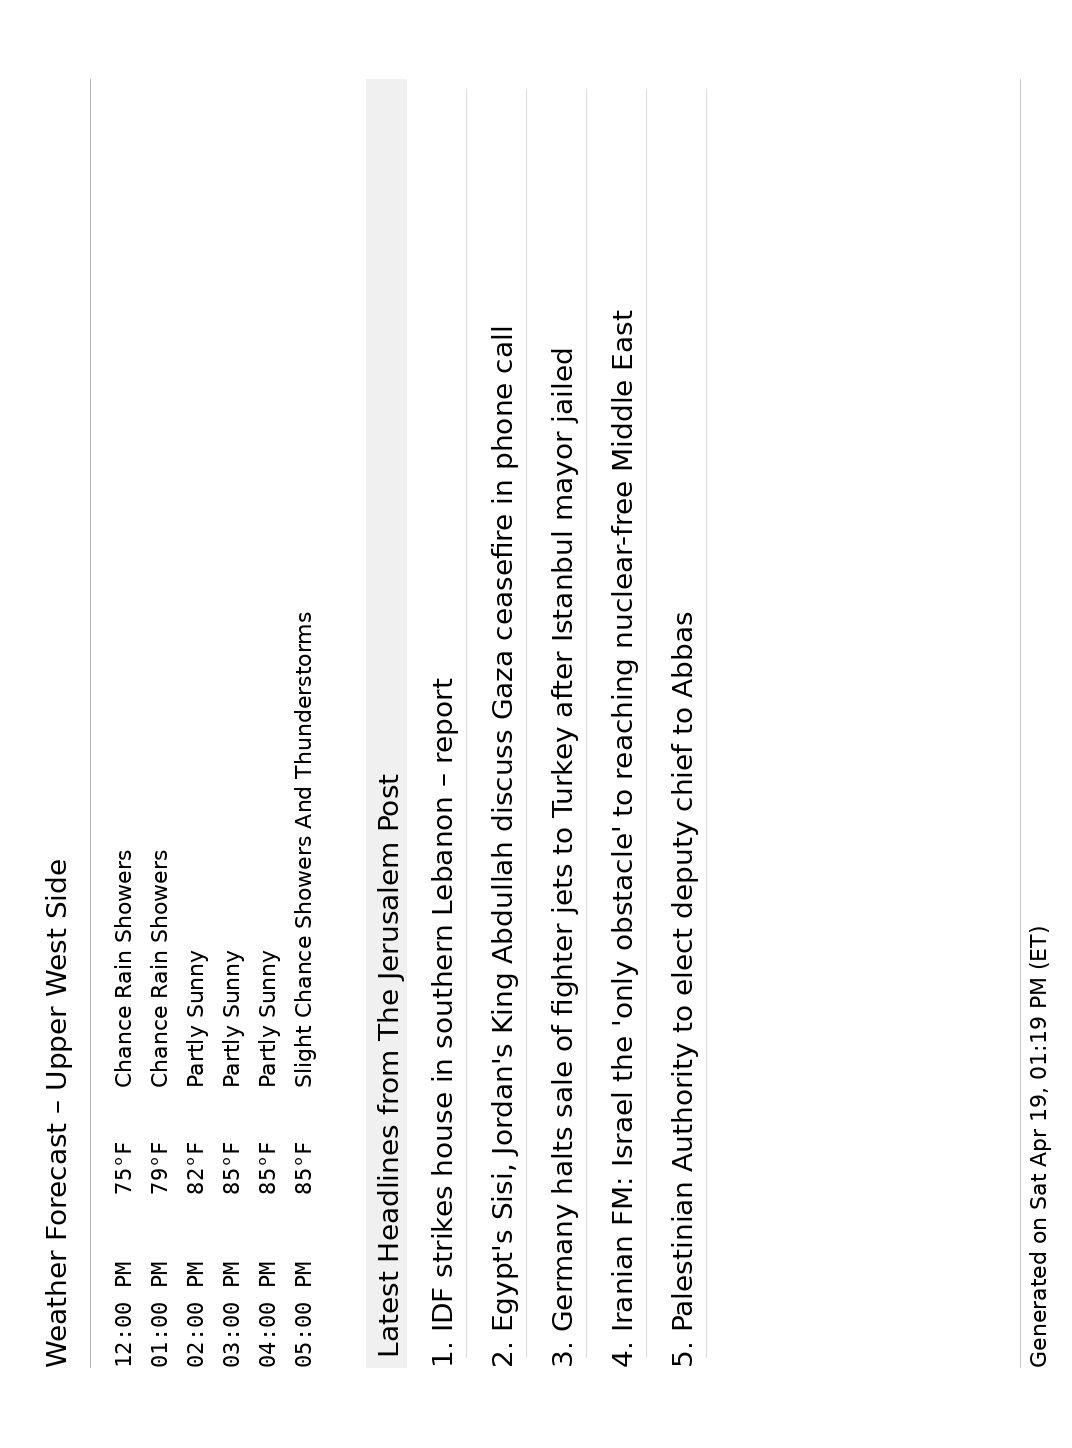 Weather Forecast – Upper West Side
12:00 PM 75°F Chance Rain Showers
01:00 PM 79°F Chance Rain Showers
02:00 PM 82°F Partly Sunny
03:00 PM 85°F Partly Sunny
04:00 PM 85°F Partly Sunny
05:00 PM 85°F Slight Chance Showers And Thunderstorms
Latest Headlines from The Jerusalem Post
1. IDF strikes house in southern Lebanon – report
2. Egypt's Sisi, Jordan's King Abdullah discuss Gaza ceasefire in phone call
3. Germany halts sale of fighter jets to Turkey after Istanbul mayor jailed
4. Iranian FM: Israel the 'only obstacle' to reaching nuclear-free Middle East
5. Palestinian Authority to elect deputy chief to Abbas
Generated on Sat Apr 19, 01:19 PM (ET)